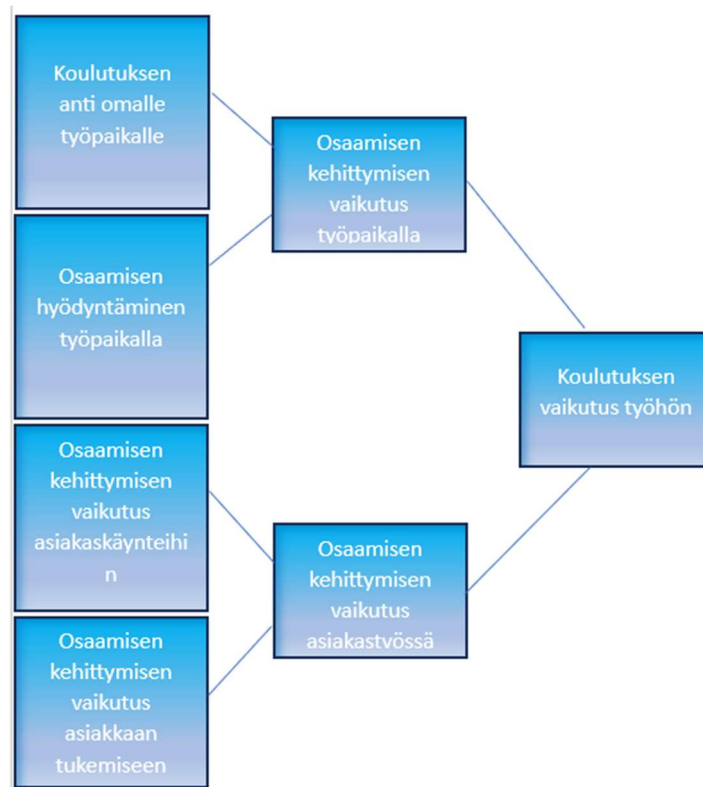 Koulutuksen
anti omalle
työpaikalle
Osaamisen
hyödyntäminen
työpaikalla
Osaamisen
kehittymisen
vaikutus
asiakaskäynteihi
n
Osaamisen
kehittymisen
vaikutus
asiakkaan
tukemiseen
Osaamisen
kehittymisen
vaikutus
työpaikalla
Osaamisen
kehittymisen
vaikutus
asiakastyössä
Koulutuksen
vaikutus työhön